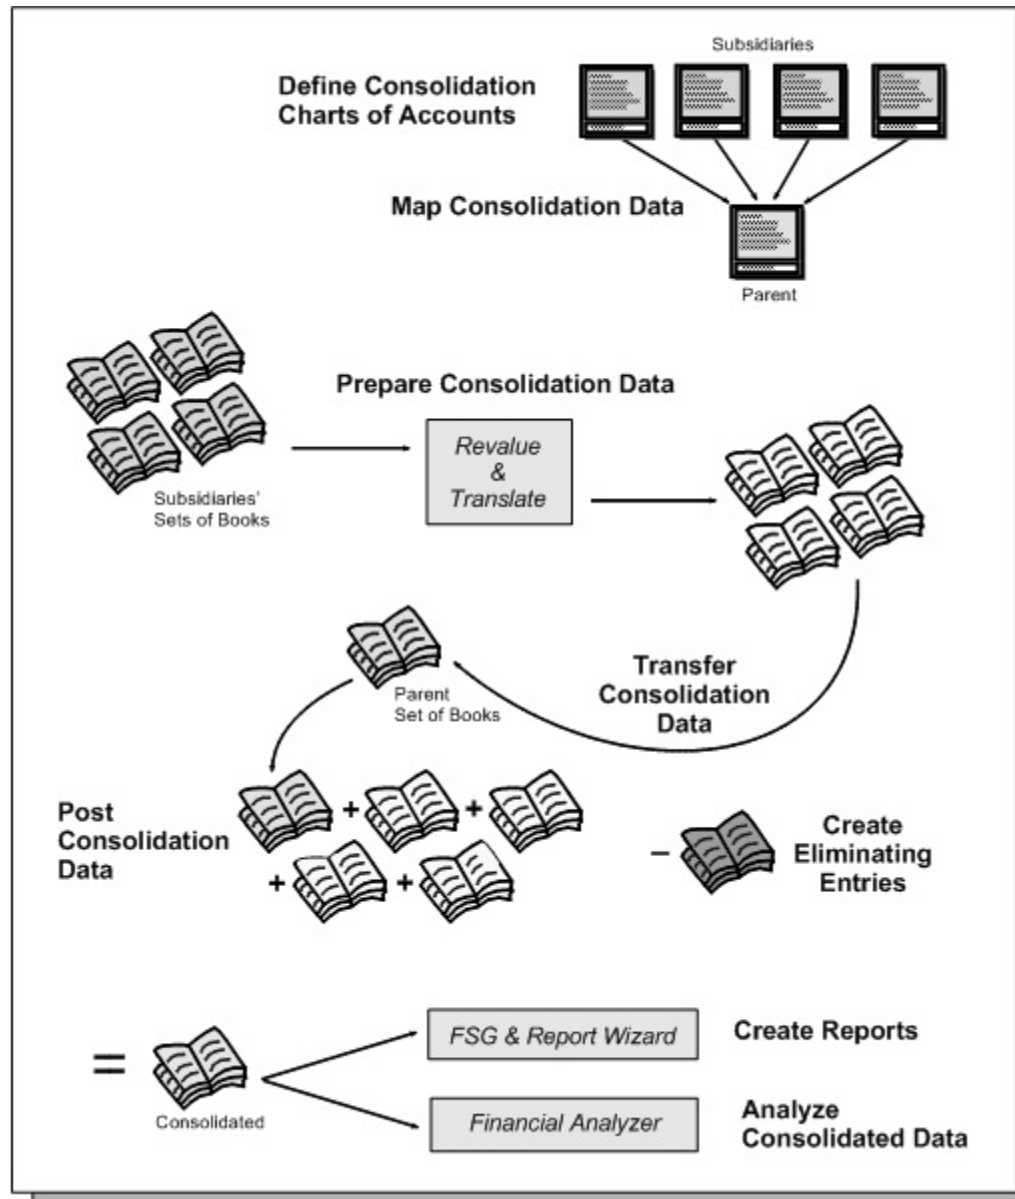 Subsidiaries
Define Consolidation
Charts of Accounts
Map Consolidation Data
Parent
Prepare Consolidation Data
Revalue
&
Translate
Subsidiaries'
Sets of Books
Transfer
Consolidation
Data
Parent
Set of Books
Post
Consolidation
Data
+ + + +
–
Create
Eliminating
Entries
=
Consolidated
FSG & Report Wizard
Create Reports
Financial Analyzer
Analyze
Consolidated Data